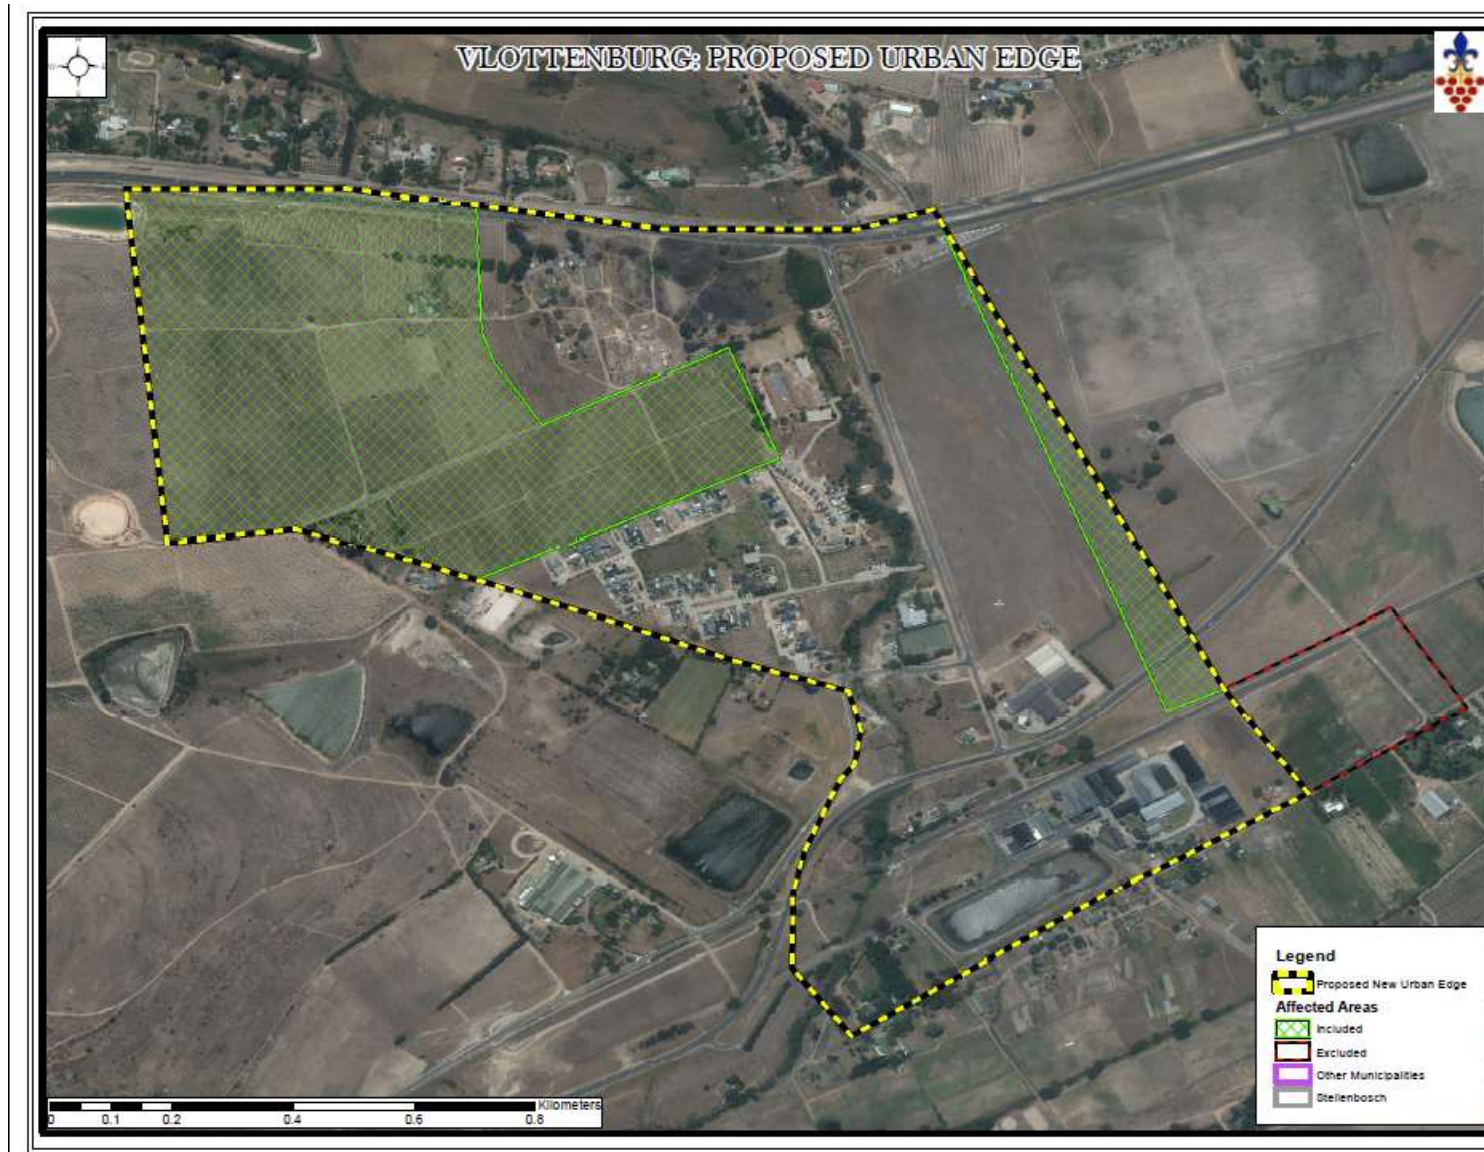 VLOTTENBURG: PROPOSED URBAN EDGE
Legend
Proposed New Urban Edge
Affected Areas
Included
Excluded
Other Municipalities
Stellenbosch
Kilometers
0 0.1 0.2 0.4 0.6 0.8